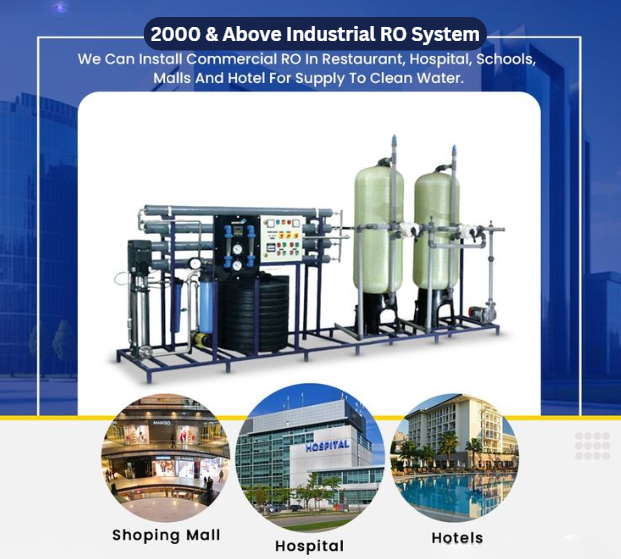 2000 & Above Industrial RO System
We Can Install Commercial RO In Restaurant, Hospital, Schools,
Malls And Hotel For Supply To Clean Water.
MANGO
HOSPITAL
Shoping Mall
Hospital
Hotels